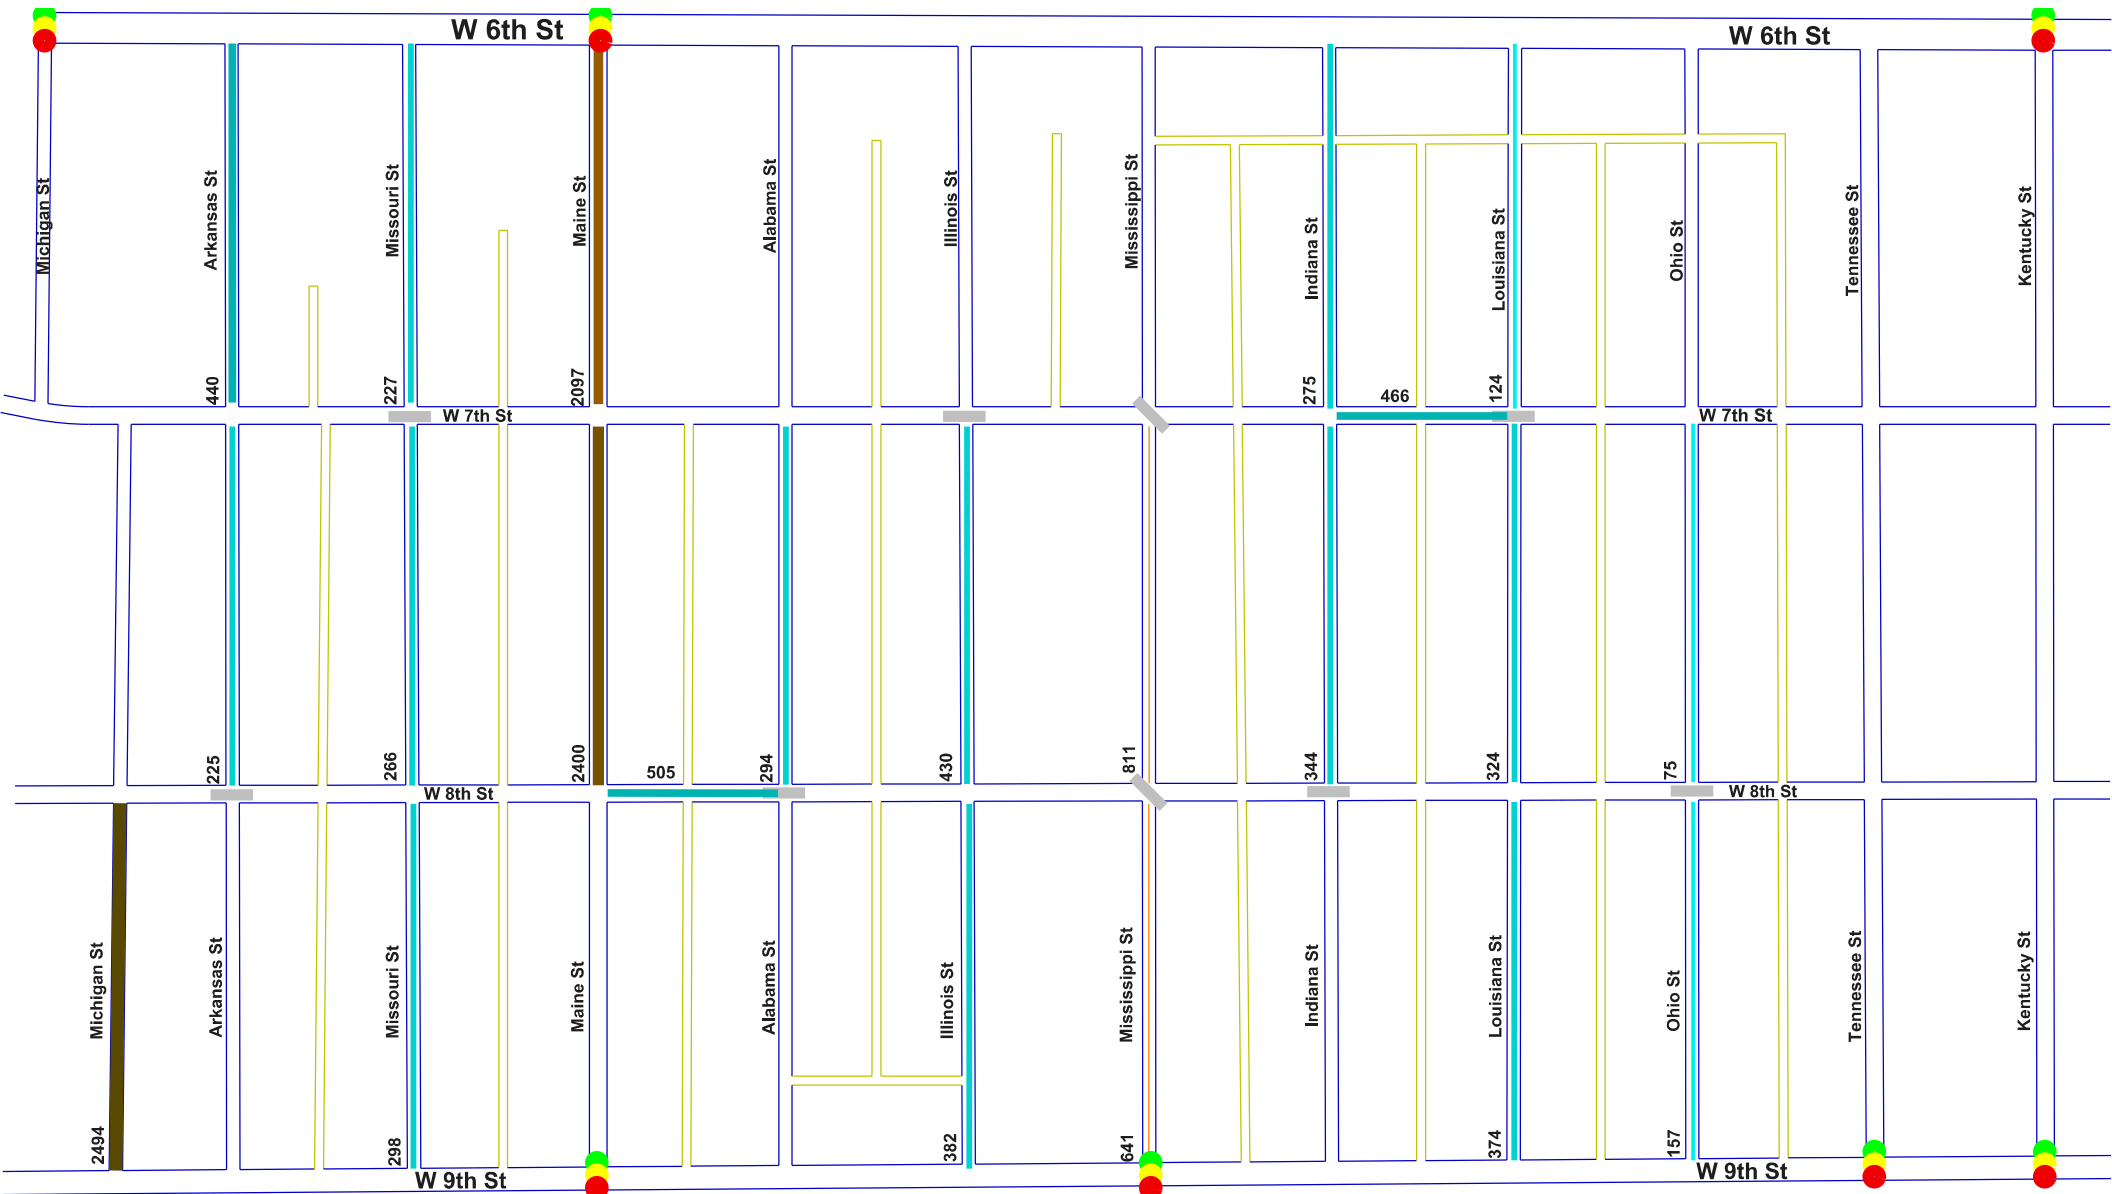 W 6th St
W 6th St
Michigan St
Arkansas St
Missouri St
Maine St
Alabama St
Illinois St
Mississippi St
Indiana St
Louisiana St
Ohio St
Tennessee St
Kentucky St
440
227
2097
275
466
124
W 7th St
W 7th St
225
266
2400
505
294
430
811
344
324
75
W 8th St
W 8th St
Michigan St
Arkansas St
Missouri St
Maine St
Alabama St
Illinois St
Mississippi St
Indiana St
Louisiana St
Ohio St
Tennessee St
Kentucky St
2494
298
382
641
374
157
W 9th St
W 9th St